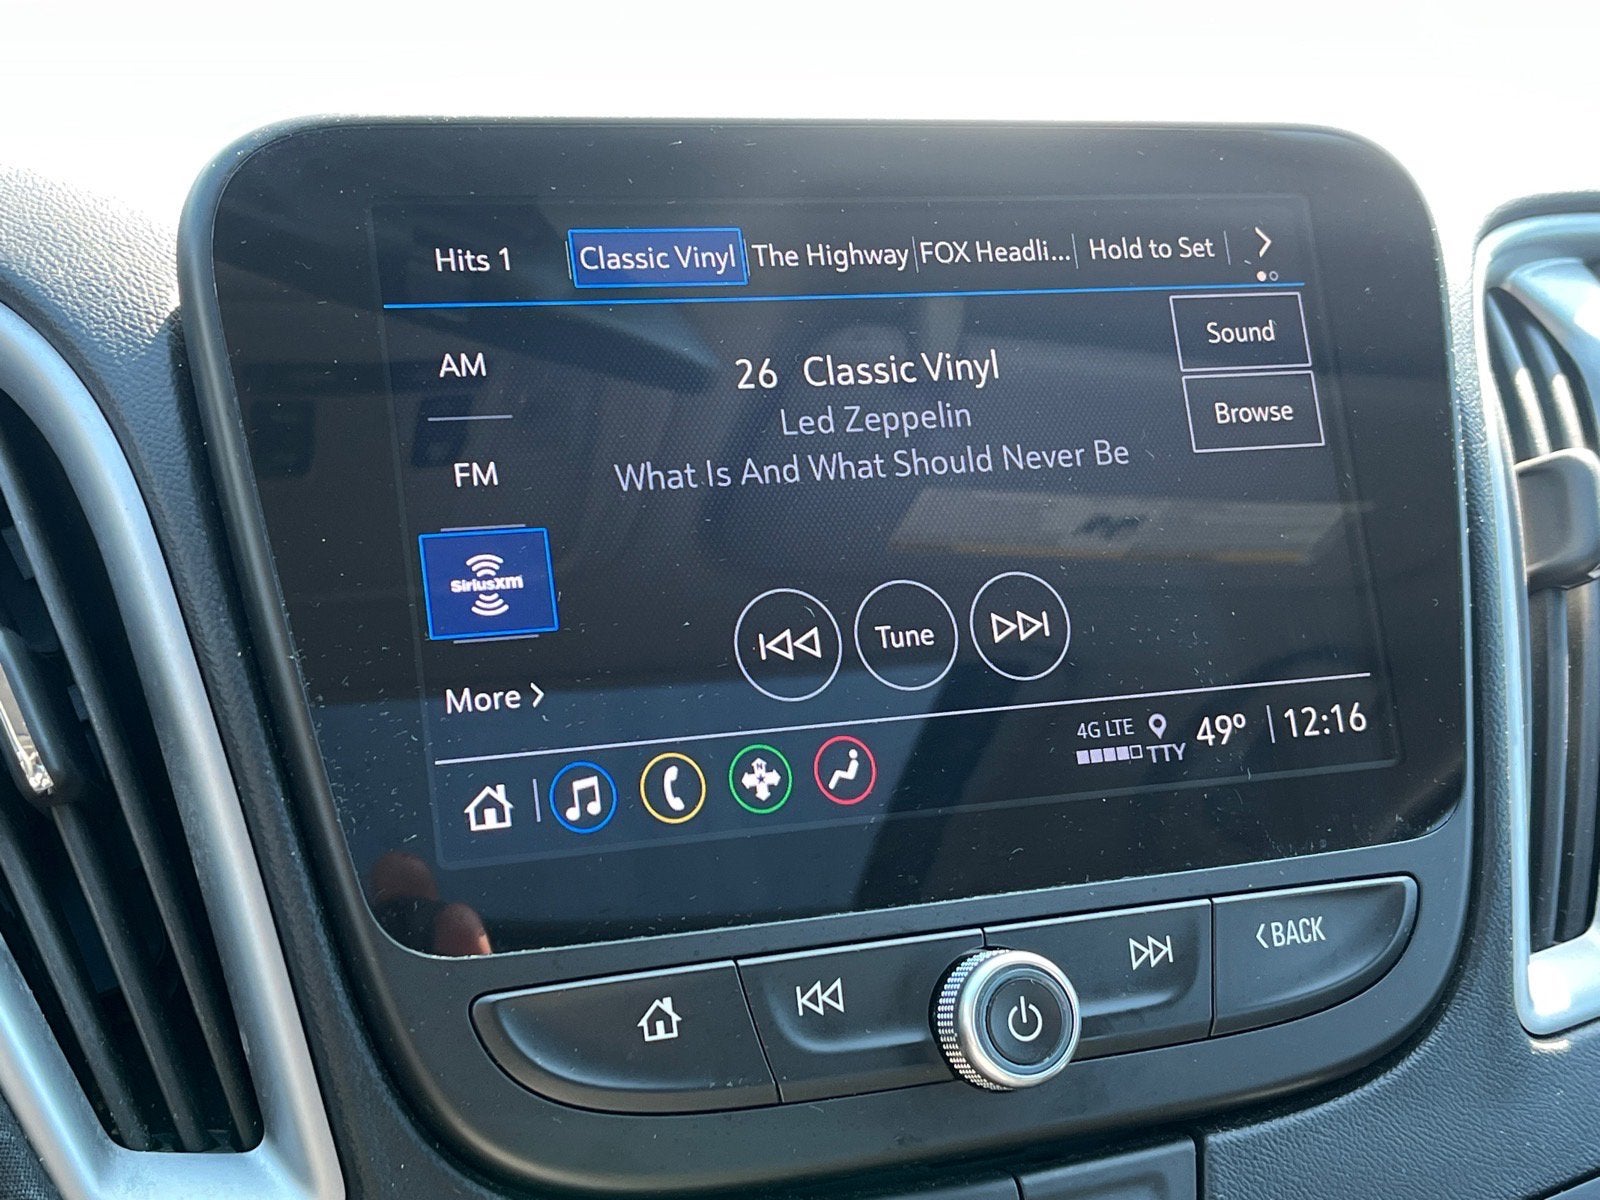 Hits 1 Classic Vinyl The Highway FOX Headli... Hold to Set
Sound
Browse
AM
FM
SiriusXM
More
26 Classic Vinyl
Led Zeppelin
What Is And What Should Never Be
Tune
4G LTE
TTY
49° 12:16
N
BACK